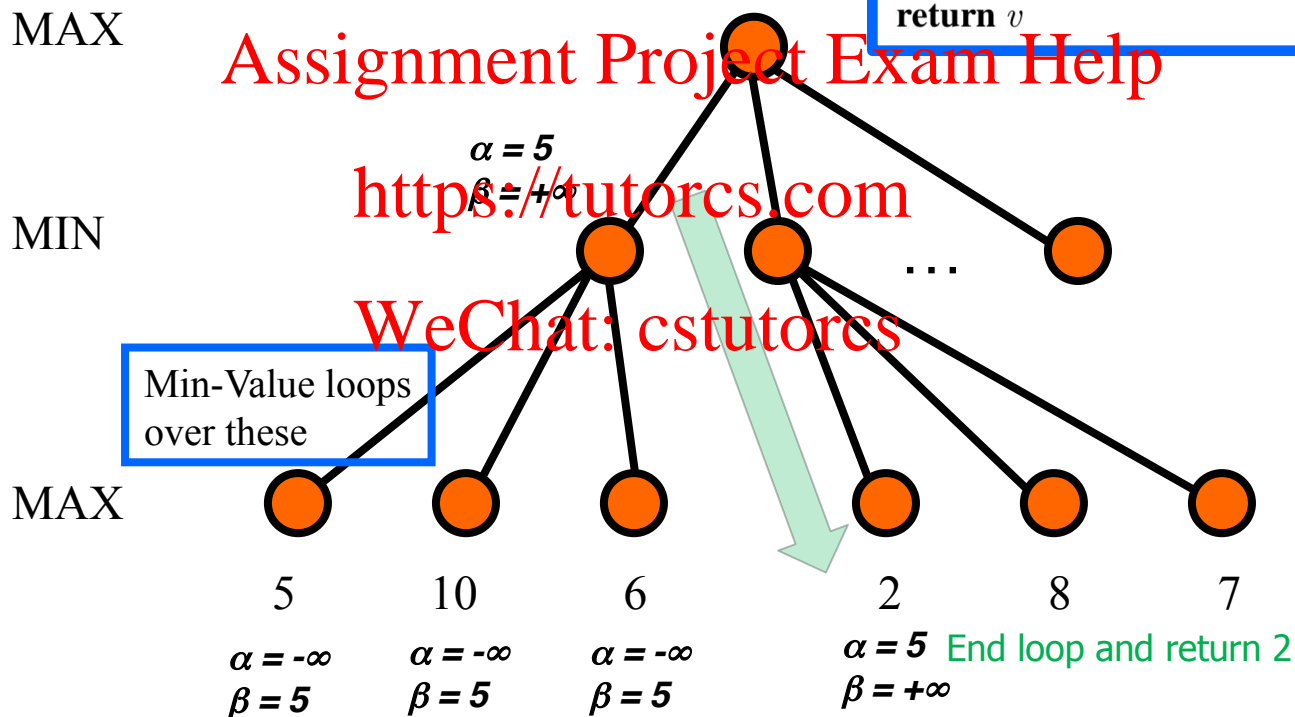 MAX
return v
Assignment Project Exam Help
α = 5
β = +∞
https://tutorcs.com
MIN
...
WeChat: cstutorcs
Min-Value loops
over these
MAX
5 10 6 2 8 7
α = -∞ α = -∞ α = -∞ α = 5 End loop and return 2
β = 5 β = 5 β = 5 β = +∞